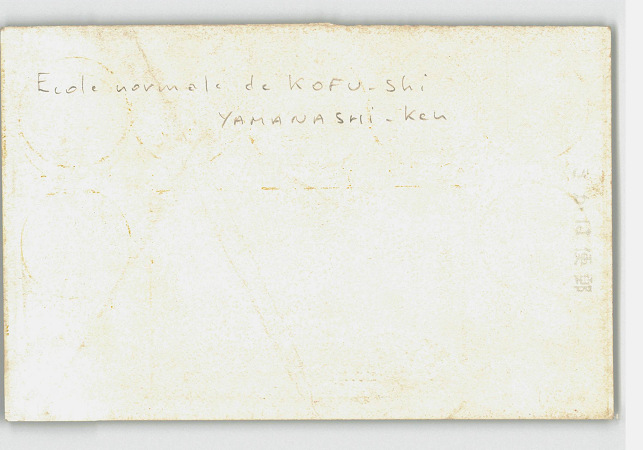 Ecole normale de KOFU-Shi
YAMANASHI-Ken